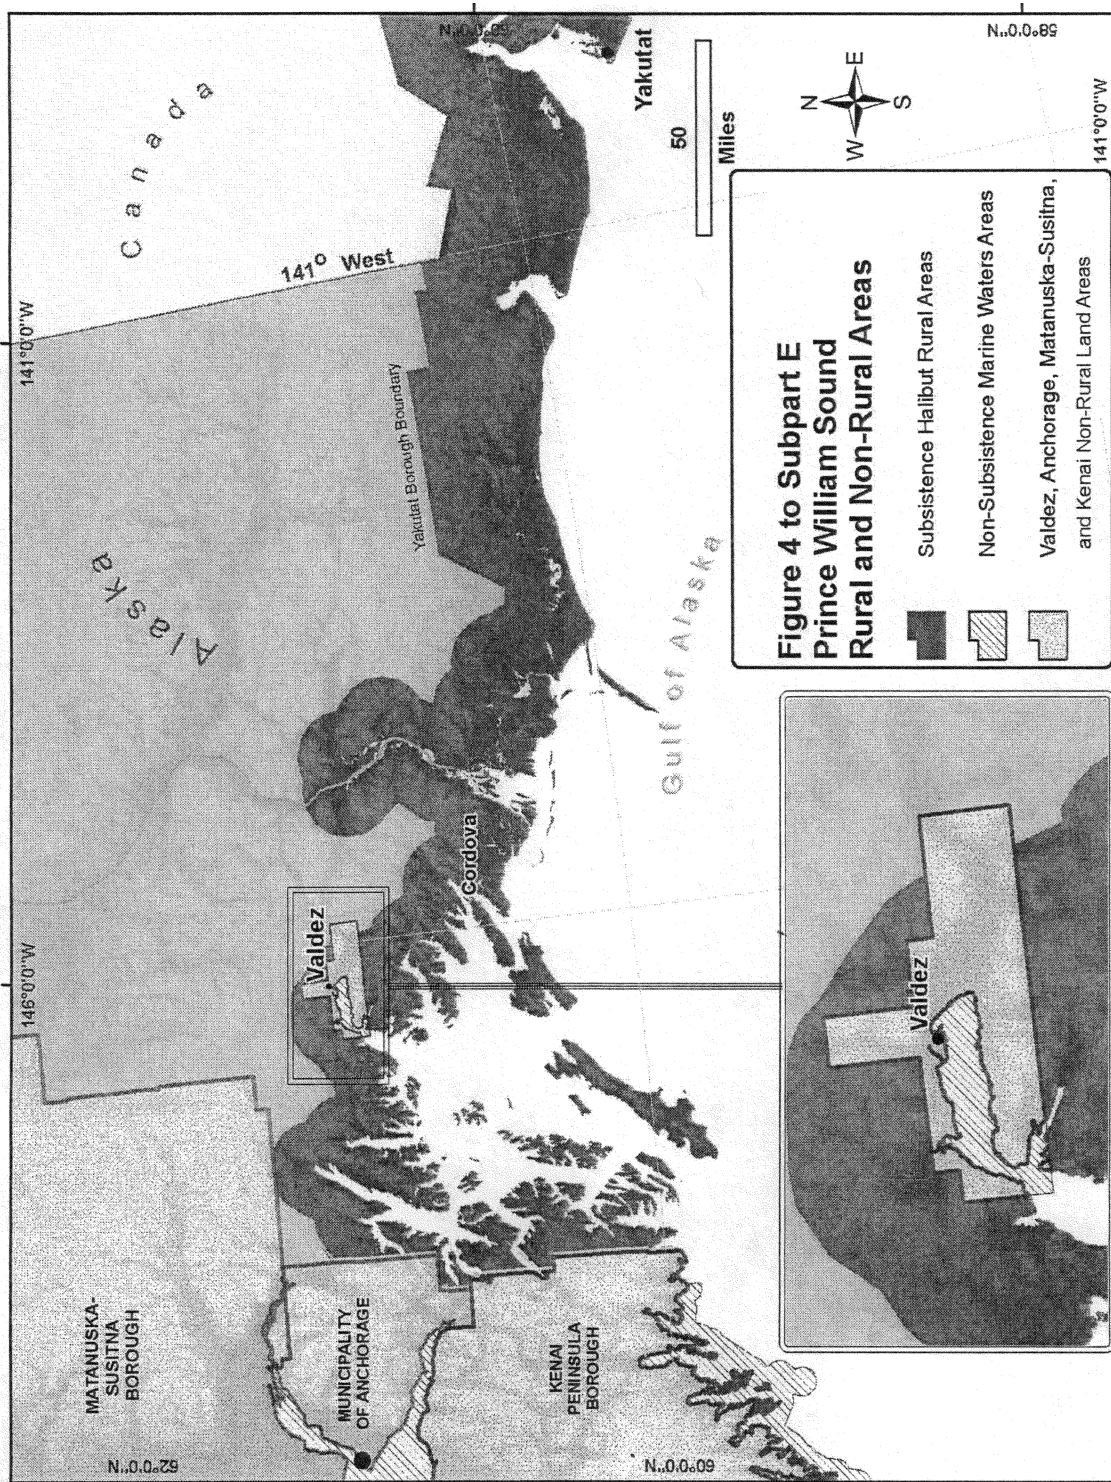 141°0'0"W
146°0'0"W
Canada
Alaska
141° West
Yakutat Borough Boundary
MATANUSKA-
SUSITNA
BOROUGH
Valdez
MUNICIPALITY
OF ANCHORAGE
Cordova
KENAI
PENINSULA
BOROUGH
62°0'0"N
60°0'0"N
60°0'0"N
58°0'0"N
Yakutat
Gulf of Alaska
50
Miles
N
W
E
S
Figure 4 to Subpart E
Prince William Sound
Rural and Non-Rural Areas
Subsistence Halibut Rural Areas
Non-Subsistence Marine Waters Areas
Valdez, Anchorage, Matanuska-Susitna,
and Kenai Non-Rural Land Areas
Valdez
141°0'0"W